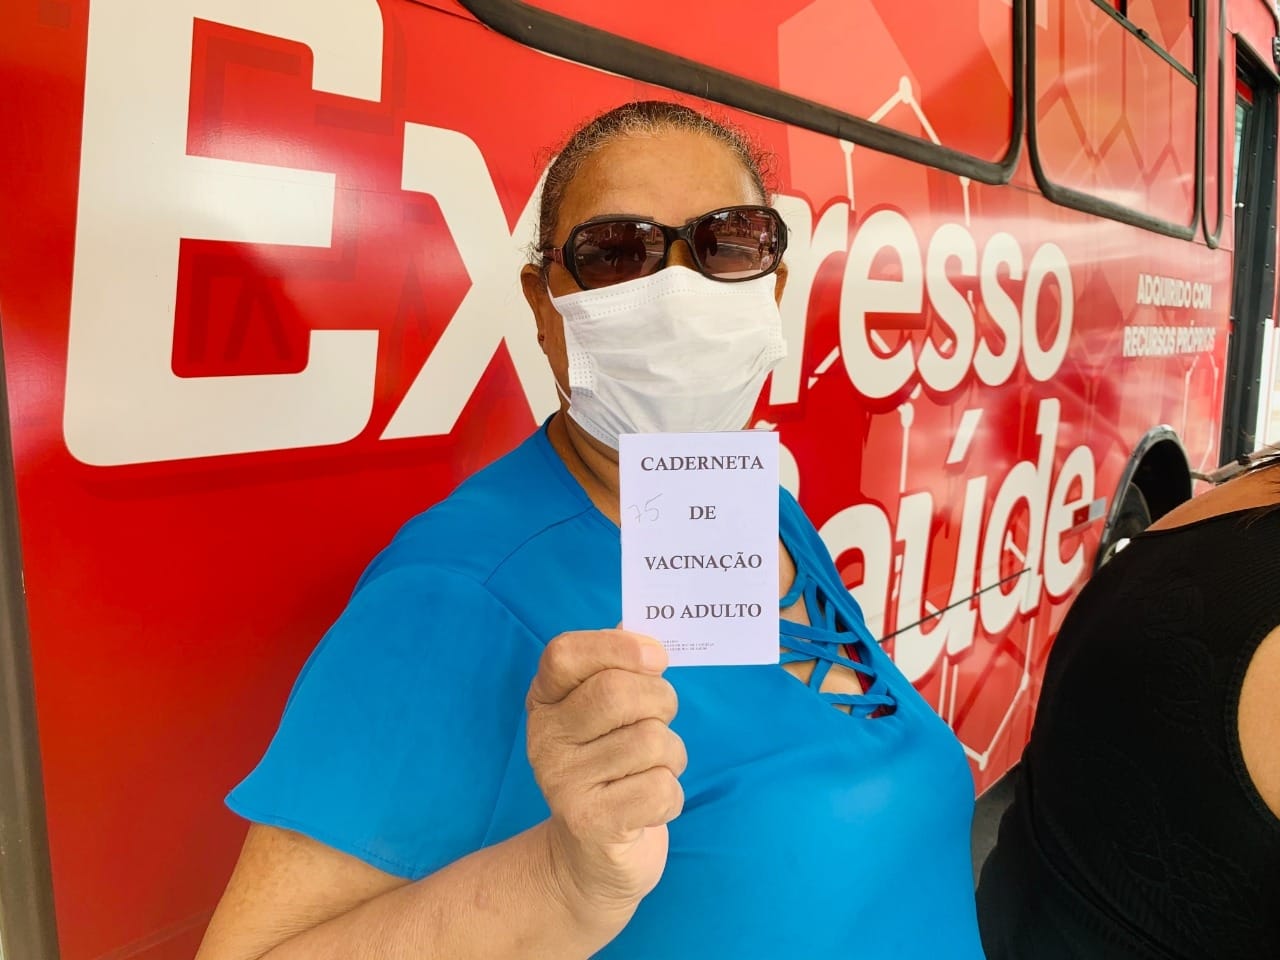 Expresso
Saúde
ADQUIRIDO COM
RECURSOS PRÓPRIOS
CADERNETA
75
DE
VACINAÇÃO
DO ADULTO